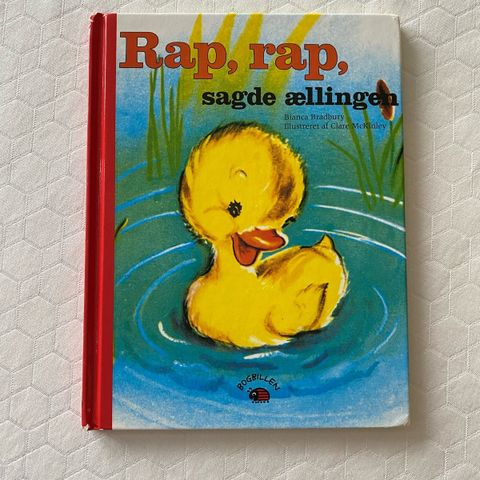 Rap, rap,
sagde ællingen
Bianca Bradbury
Illustreret af Clare McKinley
BOGBILLEN